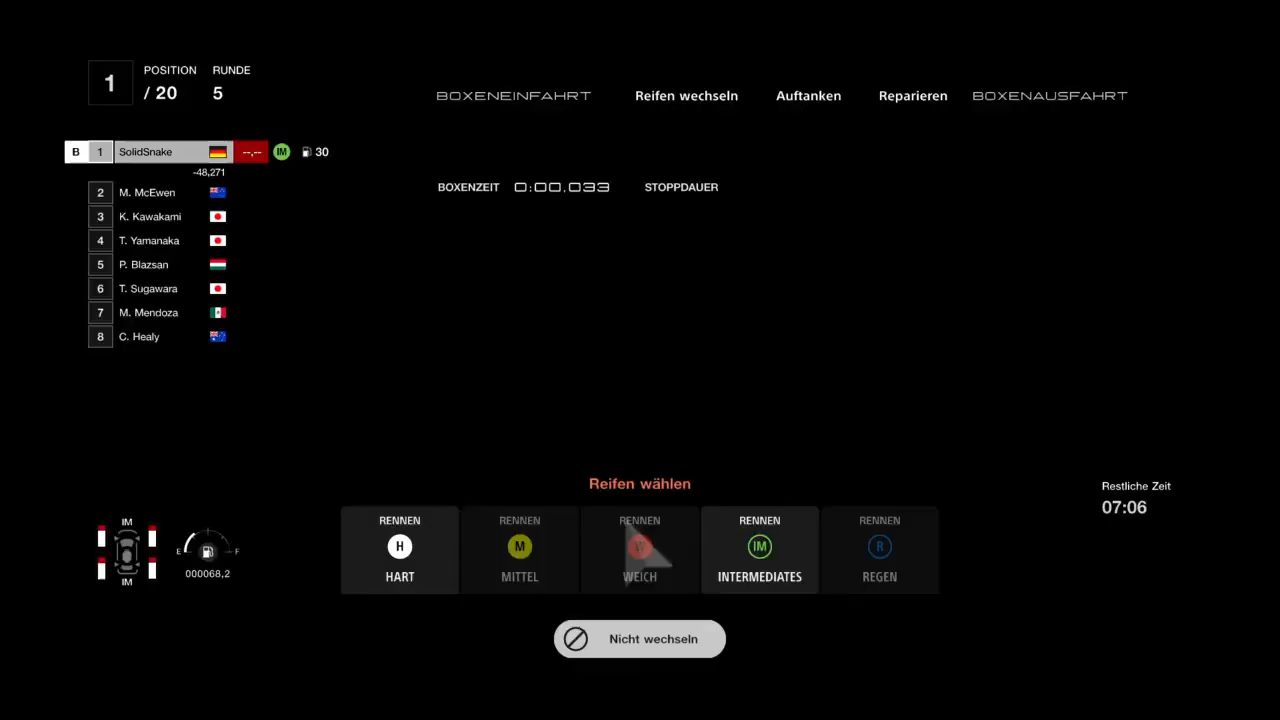 1
POSITION RUNDE
/ 20 5
BOXENEINFAHRT Reifen wechseln Auftanken Reparieren BOXENAUSFAHRT
B 1 SolidSnake --,-- IM 30
-48,271
2 M. McEwen
3 K. Kawakami
4 T. Yamanaka
5 P. Blazsan
6 T. Sugawara
7 M. Mendoza
8 C. Healy
BOXENZEIT 0:00,033 STOPPDAUER
Reifen wählen
Restliche Zeit
07:06
IM
IM
E F
000068,2
RENNEN H HART
RENNEN M MITTEL
RENNEN W WEICH
RENNEN IM INTERMEDIATES
RENNEN R REGEN
Nicht wechseln